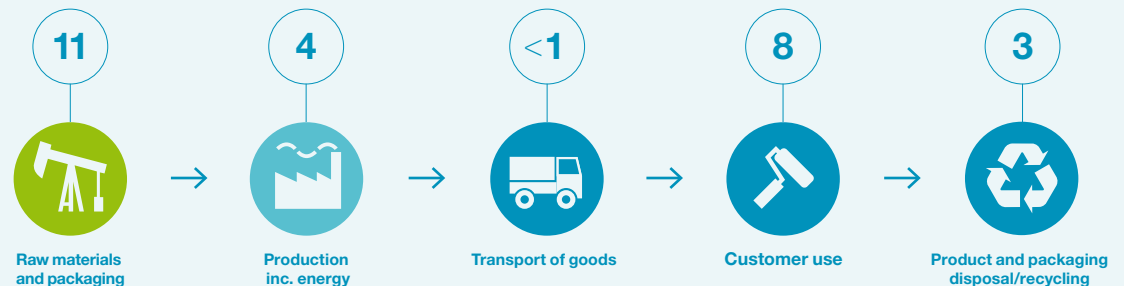 11
4
<1
8
3
Raw materials
and packaging
Production
inc. energy
Transport of goods
Customer use
Product and packaging
disposal/recycling